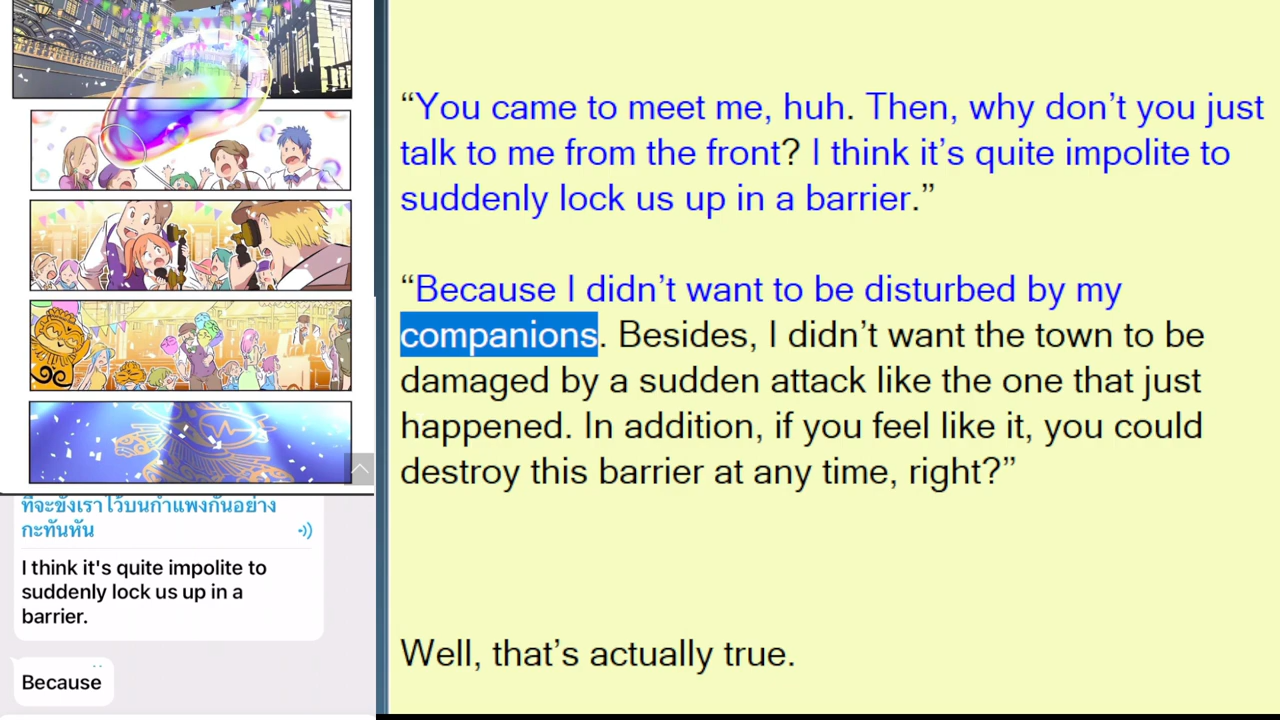 “You came to meet me, huh. Then, why don’t you just
talk to me from the front? I think it’s quite impolite to
suddenly lock us up in a barrier.”
“Because I didn’t want to be disturbed by my
companions. Besides, I didn’t want the town to be
damaged by a sudden attack like the one that just
happened. In addition, if you feel like it, you could
destroy this barrier at any time, right?”
Well, that’s actually true.
ที่จะขังเราไว้บนกำแพงกั้นอย่าง
กะทันหัน
I think it's quite impolite to
suddenly lock us up in a
barrier.
Because